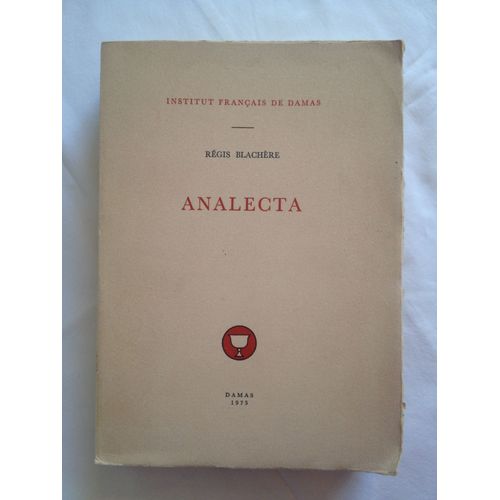 INSTITUT FRANÇAIS DE DAMAS
RÉGIS BLACHÈRE
ANALECTA
DAMAS
1975